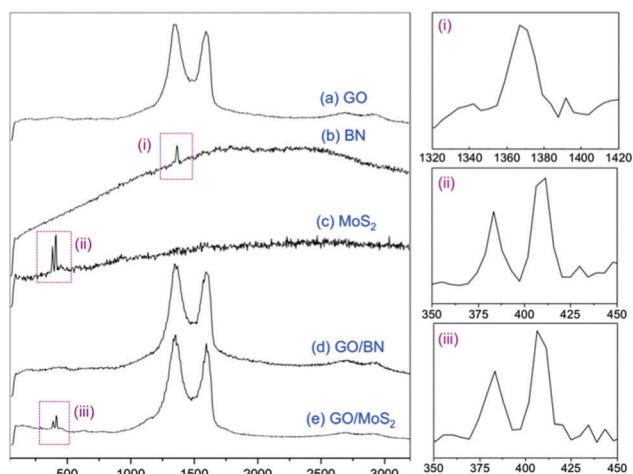 (a) GO
(b) BN
(i)
(c) MoS₂
(ii)
(d) GO/BN
(iii)
(e) GO/MoS₂
500 1000 1500 2000 2500 3000
(i)
1320 1340 1360 1380 1400 1420
(ii)
350 375 400 425 450
(iii)
350 375 400 425 450